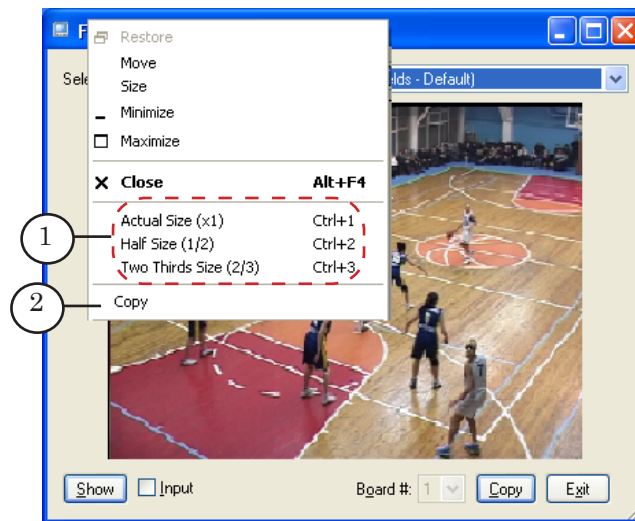 F
Restore
Move
Size
Minimize
Maximize
Close Alt+F4
Actual Size (x1) Ctrl+1
Half Size (1/2) Ctrl+2
Two Thirds Size (2/3) Ctrl+3
Copy
1
2
Sele
elds - Default)
Show Input Board #: 1 Copy Exit